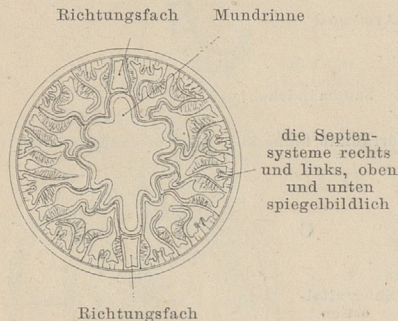 Richtungsfach Mundrinne
die Septen-
systeme rechts
und links, oben
und unten
spiegelbildlich
Richtungsfach